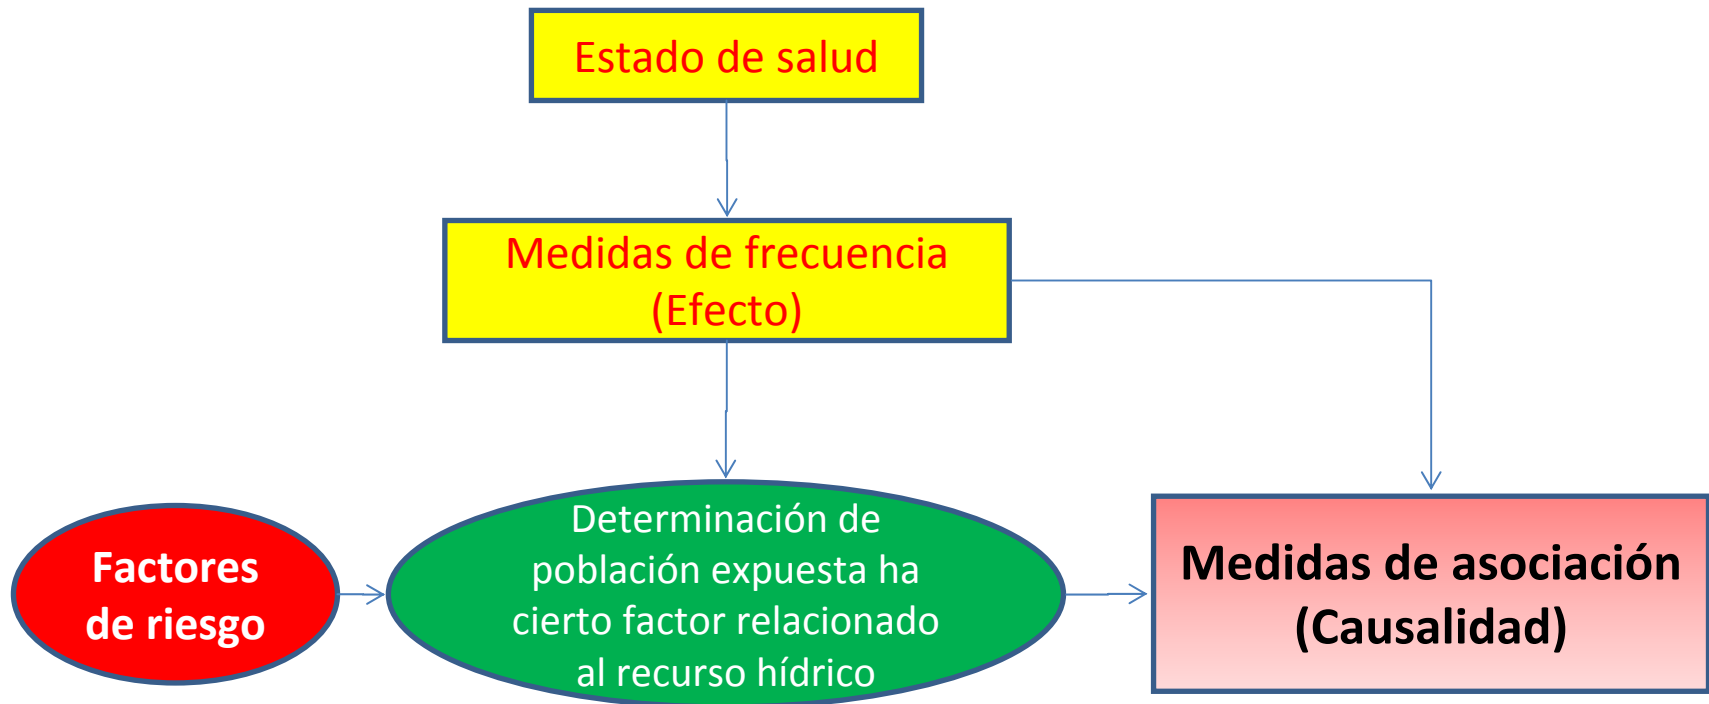 Estado de salud
Medidas de frecuencia
(Efecto)
Factores
de riesgo
Determinación de
población expuesta ha
cierto factor relacionado
al recurso hídrico
Medidas de asociación
(Causalidad)